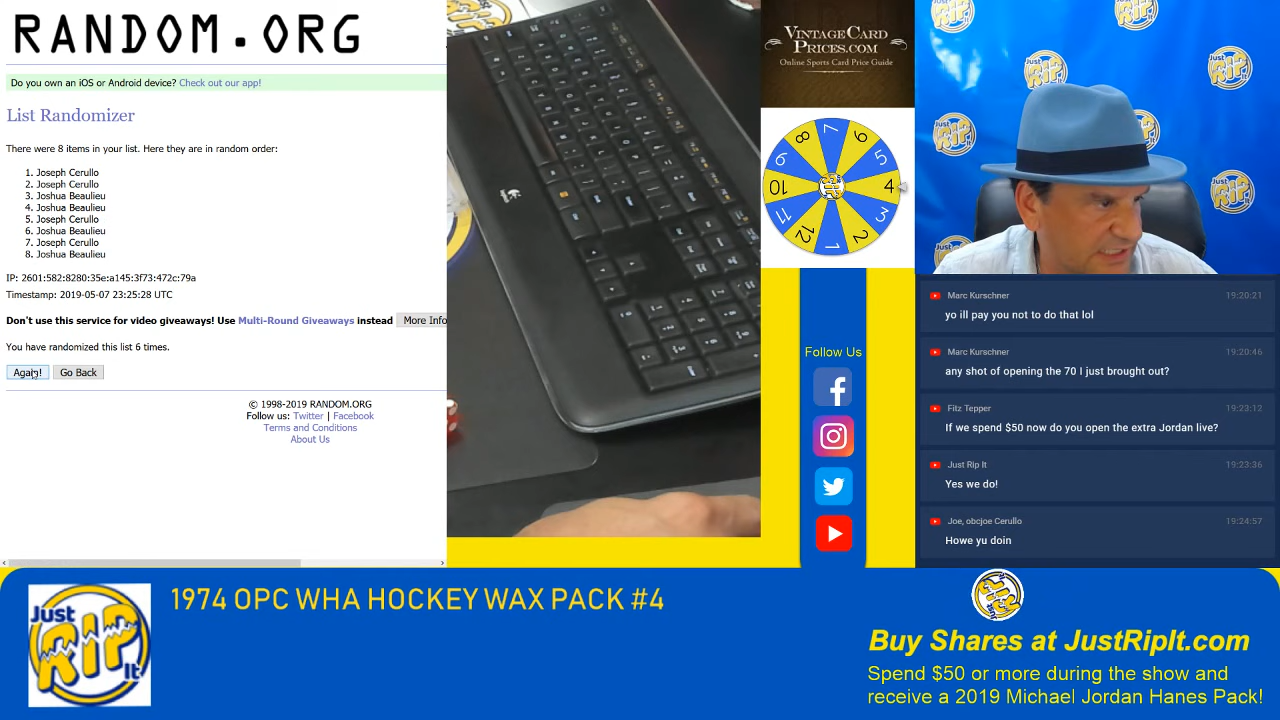 RANDOM.ORG
Do you own an iOS or Android device? Check out our app!
List Randomizer
There were 8 items in your list. Here they are in random order:
1. Joseph Cerullo
2. Joseph Cerullo
3. Joshua Beaulieu
4. Joshua Beaulieu
5. Joseph Cerullo
6. Joshua Beaulieu
7. Joseph Cerullo
8. Joshua Beaulieu
IP: 2601:582:8280:35e:a145:3f73:472c:79a
Timestamp: 2019-05-07 23:25:28 UTC
Don't use this service for video giveaways! Use Multi-Round Giveaways instead More Info
You have randomized this list 6 times.
Again! Go Back
© 1998-2019 RANDOM.ORG
Follow us: Twitter | Facebook
Terms and Conditions
About Us
VINTAGECARD
PRICES.COM
Online Sports Card Price Guide
7
6
5
4
3
2
1
12
11
10
9
8
Follow Us
Marc Kurschner 19:20:21
yo ill pay you not to do that lol
Marc Kurschner 19:20:46
any shot of opening the 70 I just brought out?
Fitz Tepper 19:23:12
If we spend $50 now do you open the extra Jordan live?
Just Rip It 19:23:36
Yes we do!
Joe, obcjoe Cerullo 19:24:57
Howe yu doin
Just
RIP
It
1974 OPC WHA HOCKEY WAX PACK #4
Buy Shares at JustRipIt.com
Spend $50 or more during the show and
receive a 2019 Michael Jordan Hanes Pack!